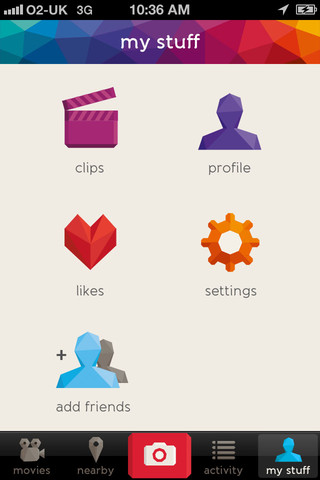 O2-UK 3G 10:36 AM
my stuff
clips profile
likes settings
+
add friends
movies nearby activity my stuff